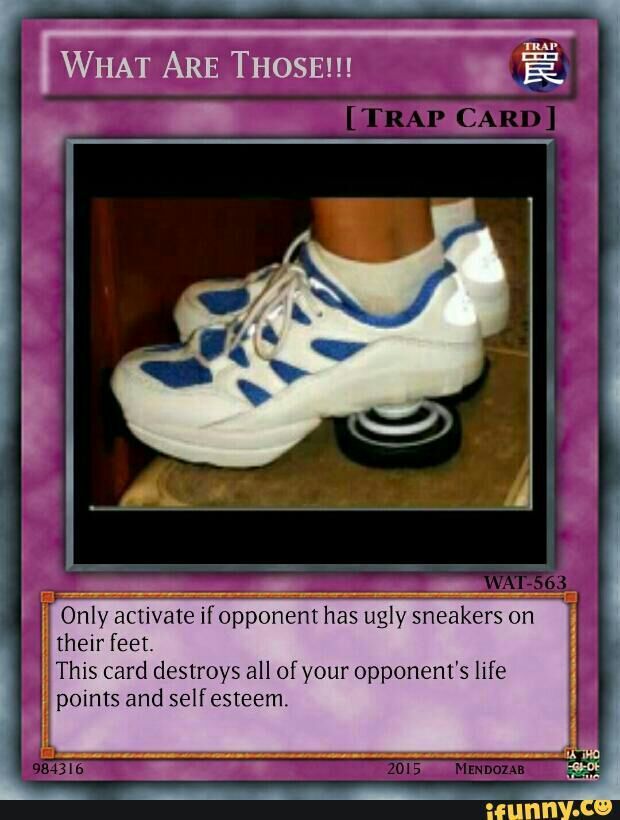 WHAT ARE THOSE!!!
TRAP
罠
[TRAP CARD]
WAT-563
Only activate if opponent has ugly sneakers on
their feet.
This card destroys all of your opponent's life
points and self esteem.
984316
2015 MENDOZAB
ifunny.co